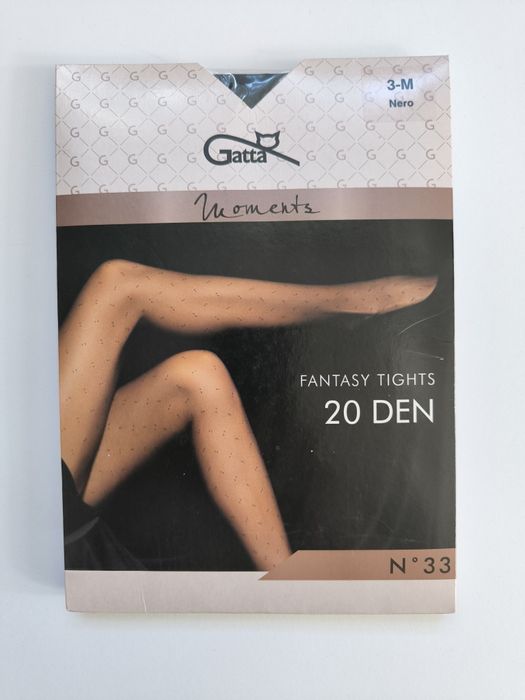 3-M
Nero
Gatta
Moments
FANTASY TIGHTS
20 DEN
N°33